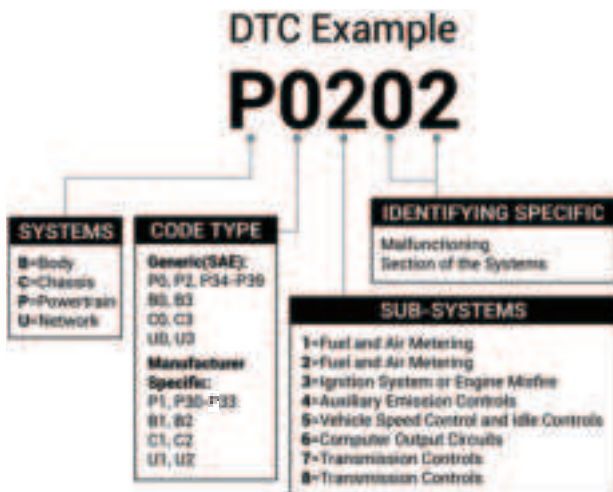 DTC Example
P0202
SYSTEMS
B=Body
C=Chassis
P=Powertrain
U=Network
CODE TYPE
Generic(SAE):
P0, P2, P34-P39
B0, B3
C0, C3
U0, U3
Manufacturer
Specific:
P1, P30-P33
B1, B2
C1, C2
U1, U2
IDENTIFYING SPECIFIC
Malfunctioning
Section of the Systems
SUB-SYSTEMS
1=Fuel and Air Metering
2=Fuel and Air Metering
3=Ignition System or Engine Misfire
4=Auxiliary Emission Controls
5=Vehicle Speed Control and Idle Controls
6=Computer Output Circuits
7=Transmission Controls
8=Transmission Controls